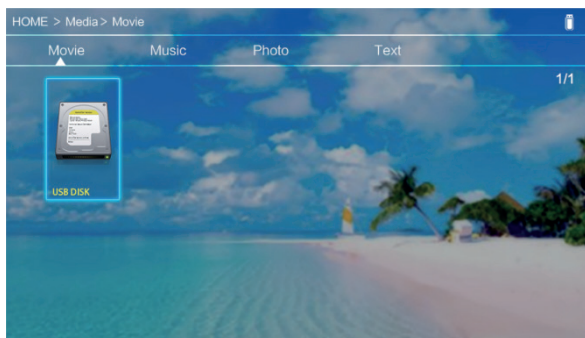 HOME > Media > Movie
Movie Music Photo Text
1/1
USB DISK